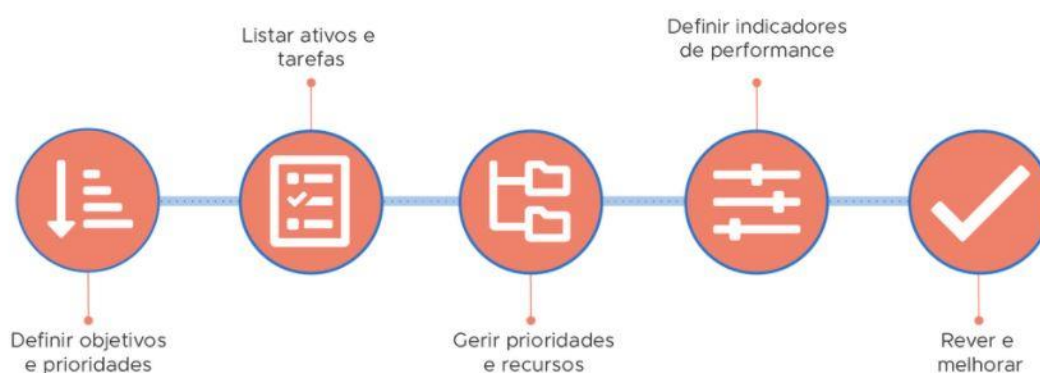 Definir objetivos
e prioridades
Listar ativos e
tarefas
Gerir prioridades
e recursos
Definir indicadores
de performance
Rever e
melhorar